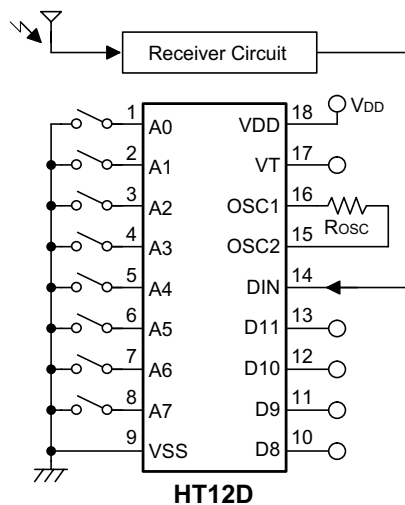 Receiver Circuit
1 A0 VDD 18 VDD
2 A1 VT 17
3 A2 OSC1 16
ROSC
4 A3 OSC2 15
5 A4 DIN 14
6 A5 D11 13
7 A6 D10 12
8 A7 D9 11
9 VSS D8 10
HT12D